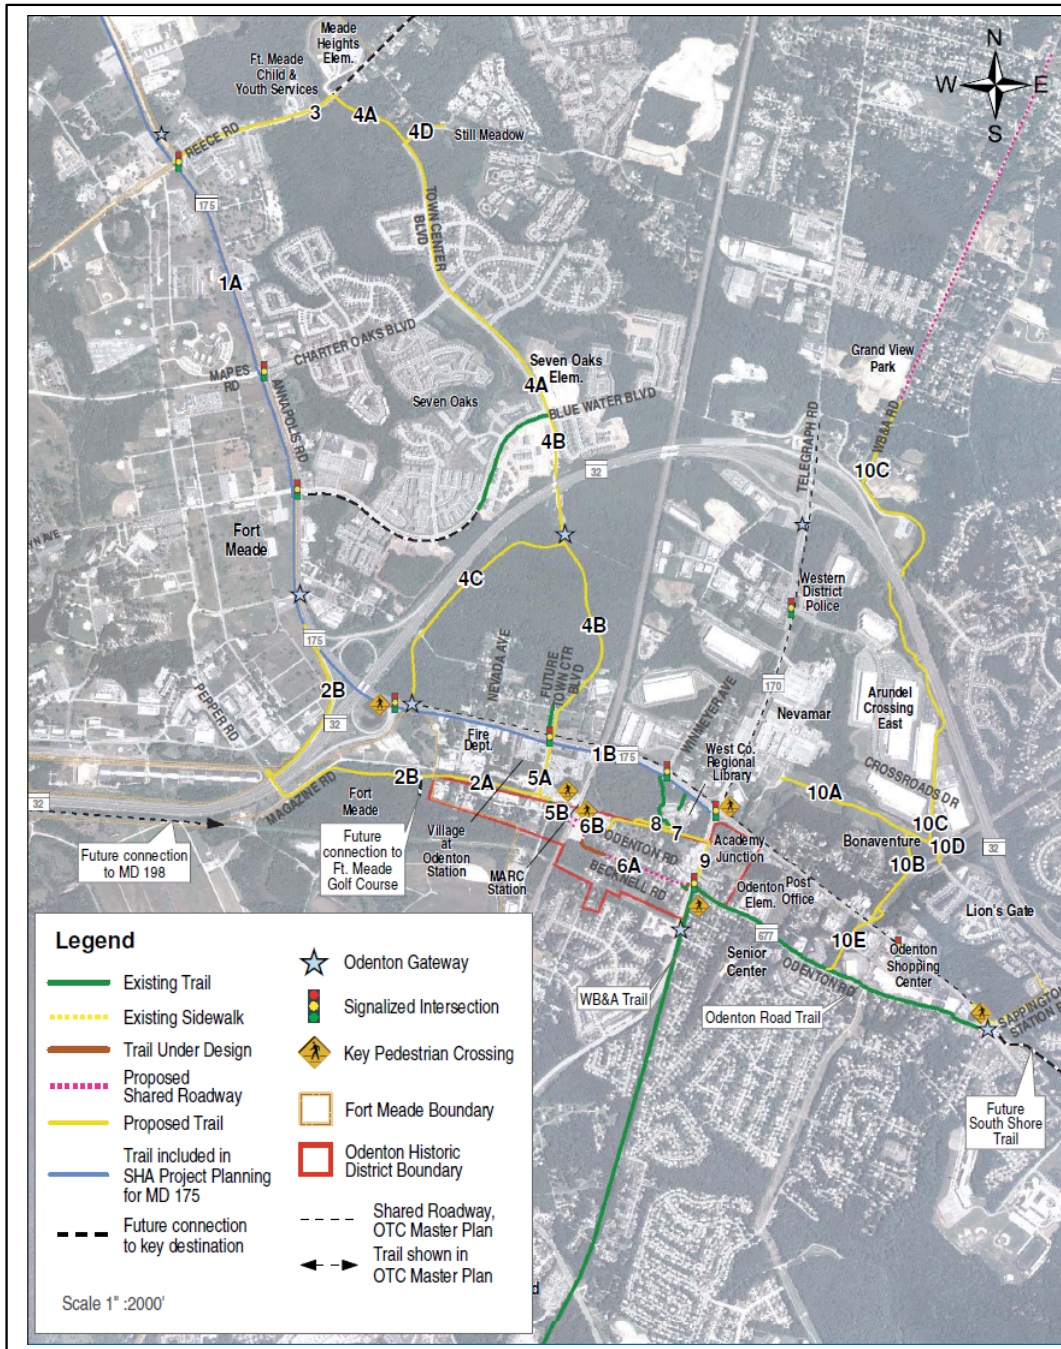 Meade
Heights
Elem.
Ft. Meade
Child &
Youth Services
N
W E
S
3
4A
4D
Still Meadow
REECE RD
175
TOWN CENTER
BLVD
1A
CHARTER OAKS BLVD
MAPES
RD
ANNAPOLIS RD
Seven Oaks
Elem.
4A
Seven Oaks
BLUE WATER BLVD
4B
Grand View
Park
WB&A RD
TELEGRAPH RD
10C
32
Fort
Meade
4C
Western
District
Police
4B
175
NEVADA AVE
FUTURE
TOWN CTR
BLVD
2B
PEPPER RD
32
170
WINMEYER AVE
Nevamar
Arundel
Crossing
East
Fire
Dept.
1B
175
West Co.
Regional
Library
CROSSROADS DR
MAGAZINE RD
2B
2A
5A
10A
32
Fort
Meade
5B
6B
8
7
10C
Future connection
to MD 198
Future
connection to
Ft. Meade
Golf Course
Village
at
Odenton
Station
MARC
Station
ODENTON RD
6A
BECKNELL RD
9
Academy
Junction
Bonaventure
10D
10B
32
Odenton
Elem.
Post
Office
Lion's Gate
677
10E
Senior
Center
ODENTON RD
Odenton
Shopping
Center
WB&A Trail
Odenton Road Trail
SAPPINGTON
STATION
Future
South Shore
Trail
Legend
Existing Trail
Existing Sidewalk
Trail Under Design
Proposed
Shared Roadway
Proposed Trail
Trail included in
SHA Project Planning
for MD 175
Future connection
to key destination
Scale 1" :2000'
Odenton Gateway
Signalized Intersection
Key Pedestrian Crossing
Fort Meade Boundary
Odenton Historic
District Boundary
Shared Roadway,
OTC Master Plan
Trail shown in
OTC Master Plan